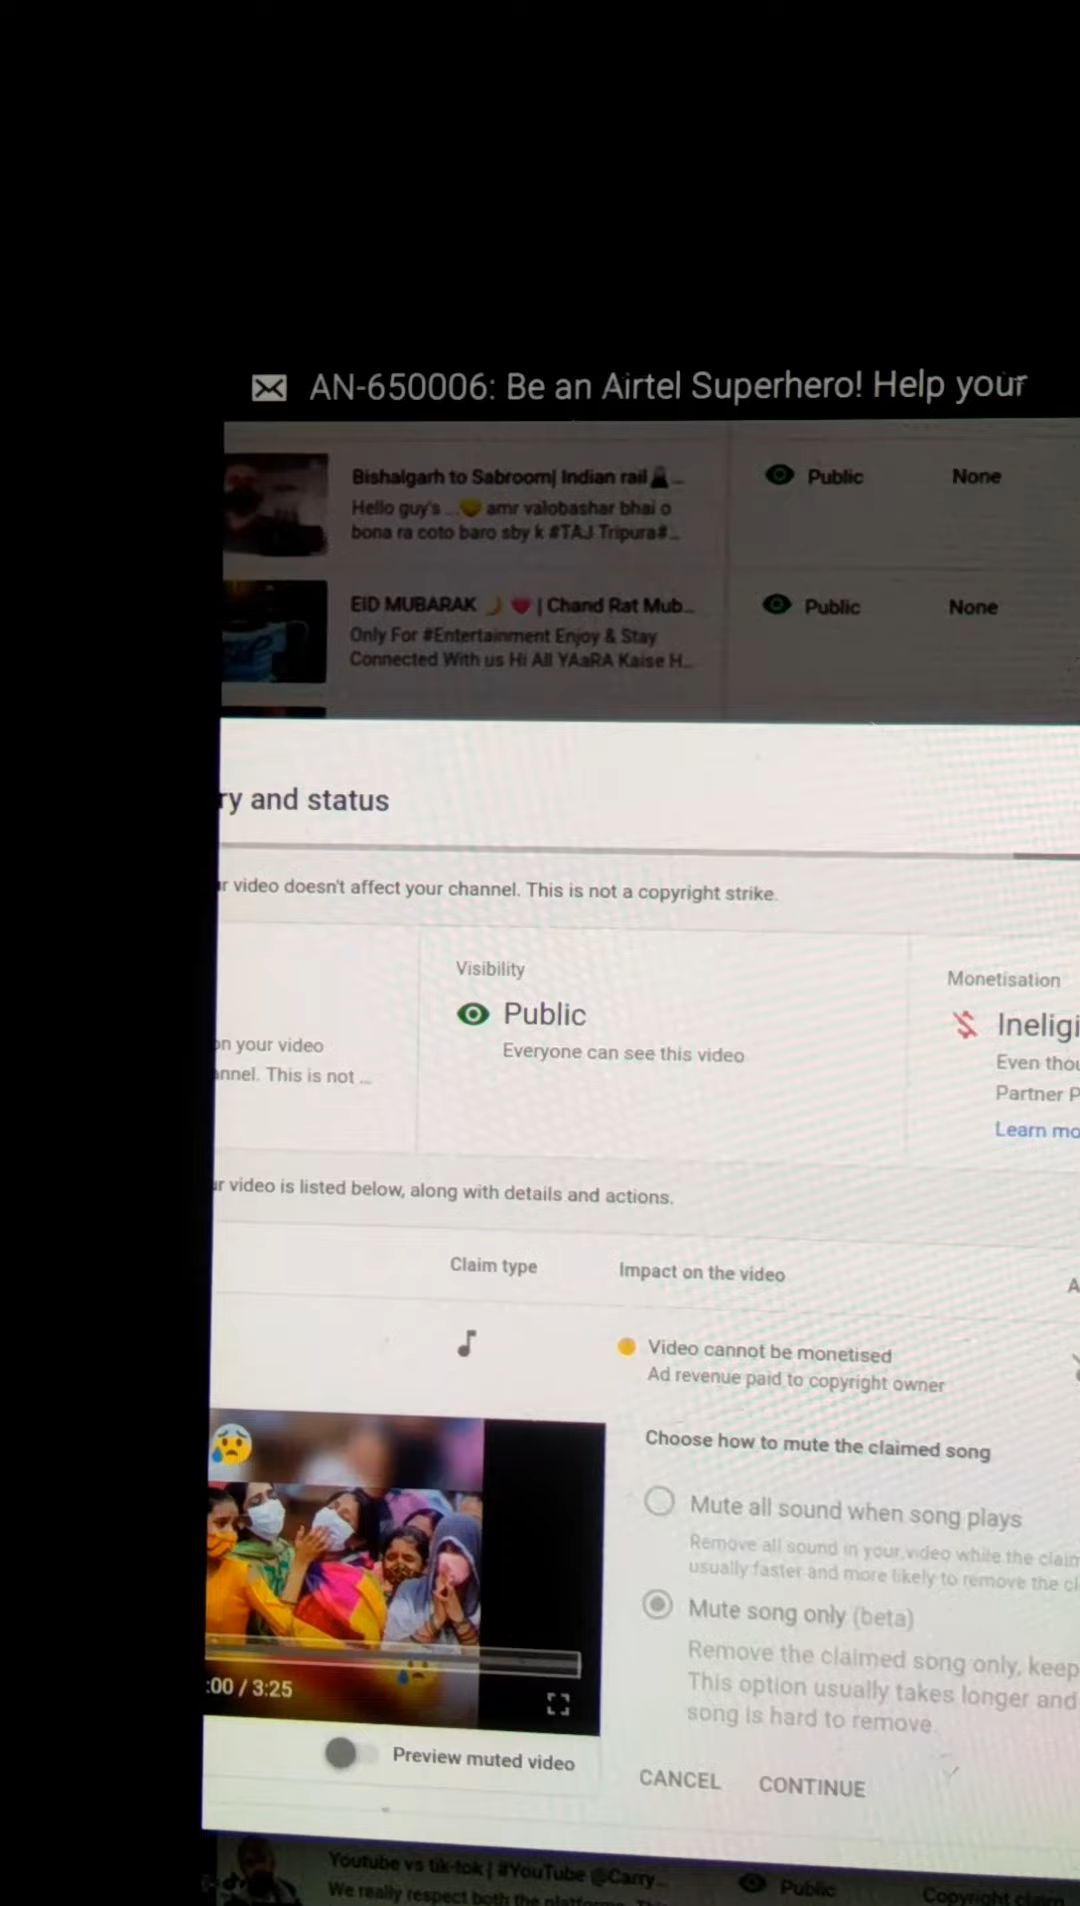 AN-650006: Be an Airtel Superhero! Help your
Bishalgarh to Sabroom| Indian rail...
Public
None
Hello guy's ...💛 amr valobashar bhai o
bona ra coto baro sby k #TAJ Tripura#...
EID MUBARAK 🌙 💗 | Chand Rat Mub...
Public
None
Only For #Entertainment Enjoy & Stay
Connected With us Hi All YAaRA Kaise H...
ry and status
r video doesn't affect your channel. This is not a copyright strike.
Visibility
Monetisation
Public
Ineligi
on your video
Everyone can see this video
Even thou
annel. This is not ...
Partner P
Learn mo
ur video is listed below, along with details and actions.
Claim type
Impact on the video
A
Video cannot be monetised
Ad revenue paid to copyright owner
Choose how to mute the claimed song
Mute all sound when song plays
Remove all sound in your video while the claim
usually faster and more likely to remove the cl
Mute song only (beta)
Remove the claimed song only, keep
This option usually takes longer and
song is hard to remove.
:00 / 3:25
Preview muted video
CANCEL
CONTINUE
Youtube vs tik-tok | #YouTube @Carry...
We really respect both the platforms.
Public
Copyright claim